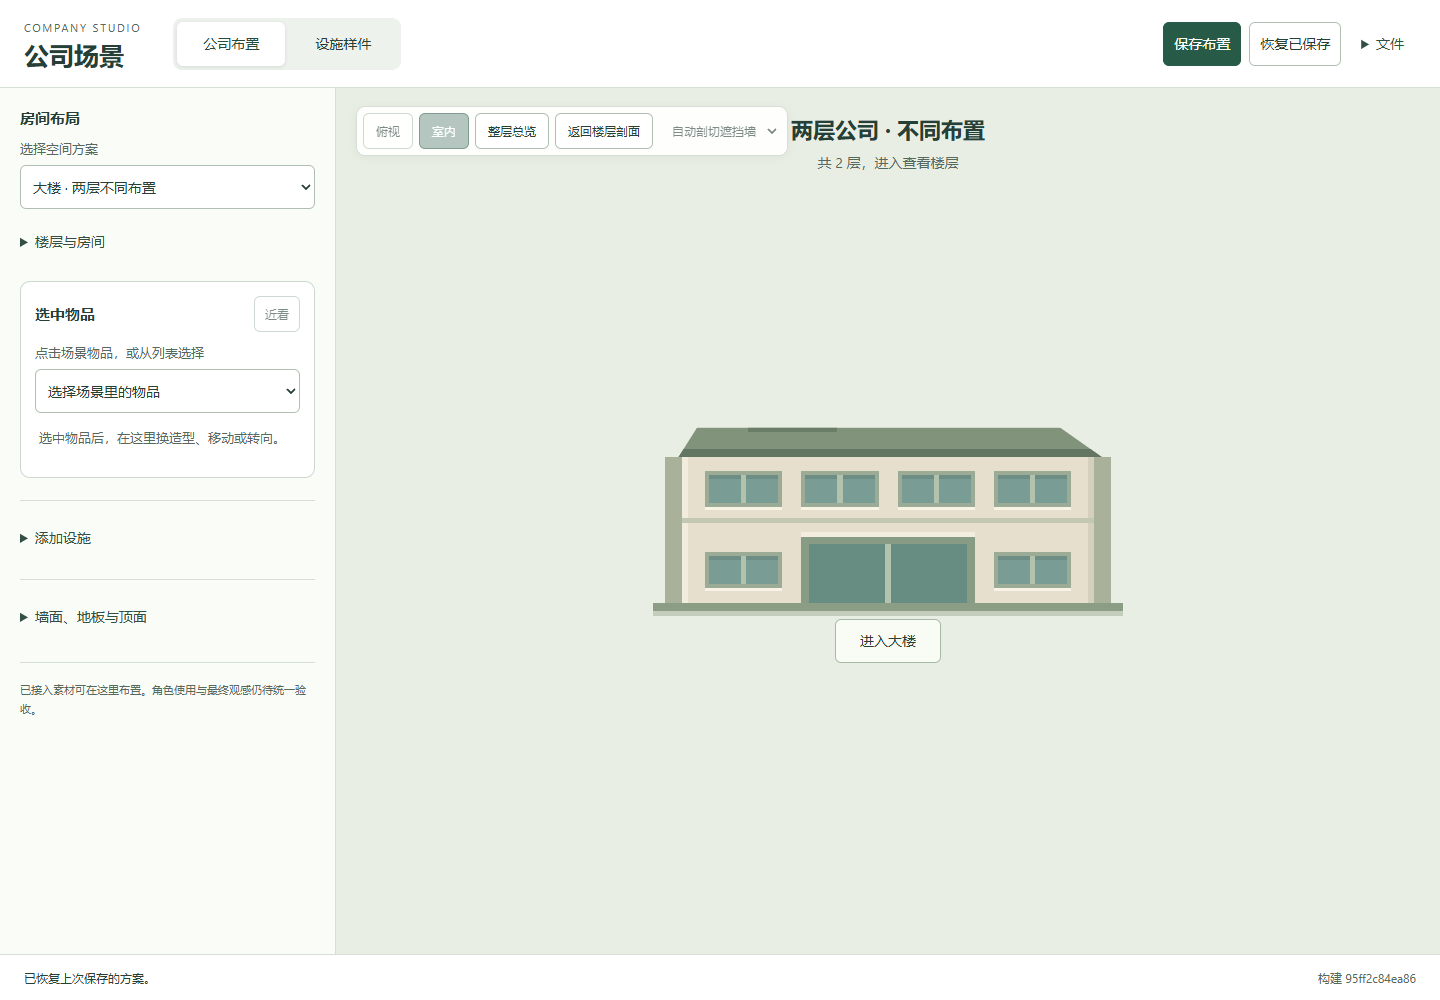 COMPANY STUDIO
公司场景
公司布置
设施样件
保存布置
恢复已保存
文件
房间布局
选择空间方案
大楼 · 两层不同布置
楼层与房间
选中物品
近看
点击场景物品，或从列表选择
选择场景里的物品
选中物品后，在这里换造型、移动或转向。
添加设施
墙面、地板与顶面
已接入素材可在这里布置。角色使用与最终观感仍待统一验
收。
俯视
室内
整层总览
返回楼层剖面
自动剖切遮挡墙
两层公司 · 不同布置
共 2 层，进入查看楼层
进入大楼
已恢复上次保存的方案。
构建 95ff2c84ea86